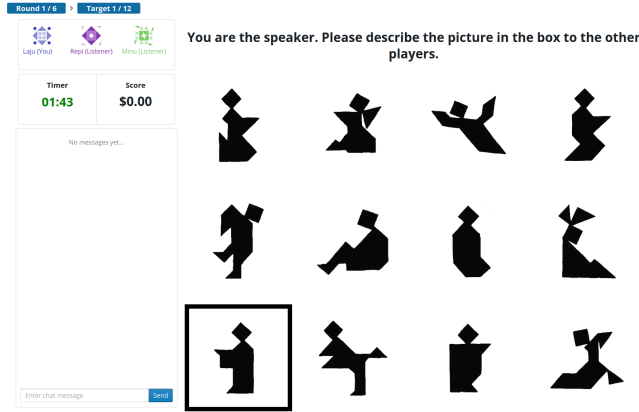 Round 1 / 6 > Target 1 / 12
Laju (You) Repi (Listener) Minu (Listener)
You are the speaker. Please describe the picture in the box to the other
players.
Timer Score
01:43 $0.00
No messages yet...
Enter chat message Send